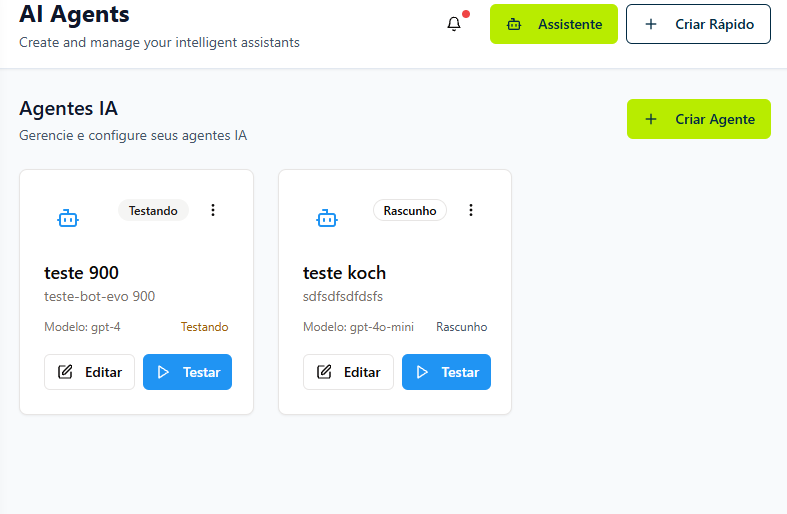 AI Agents
Create and manage your intelligent assistants
Assistente
Criar Rápido
Agentes IA
Gerencie e configure seus agentes IA
Criar Agente
Testando
teste 900
teste-bot-evo 900
Modelo: gpt-4 Testando
Editar Testar
Rascunho
teste koch
sdfsdfsdfdsfs
Modelo: gpt-4o-mini Rascunho
Editar Testar